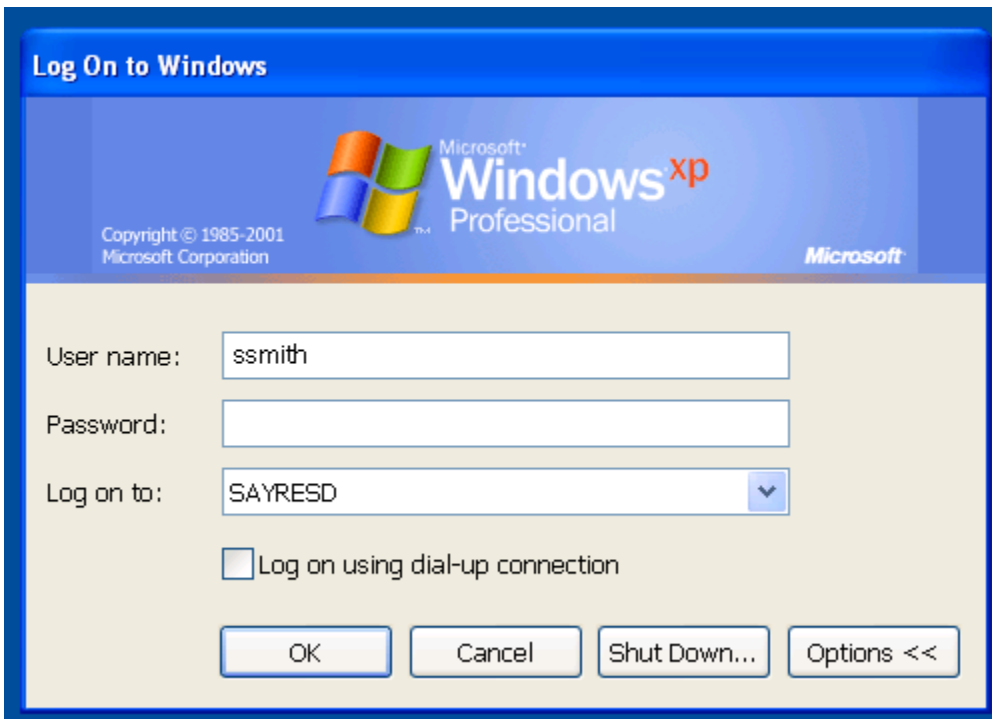 Log On to Windows
Microsoft®
Windows xp
Professional
TM
Copyright © 1985-2001
Microsoft Corporation
Microsoft®
User name: ssmith
Password:
Log on to: SAYRESD
Log on using dial-up connection
OK Cancel Shut Down... Options <<